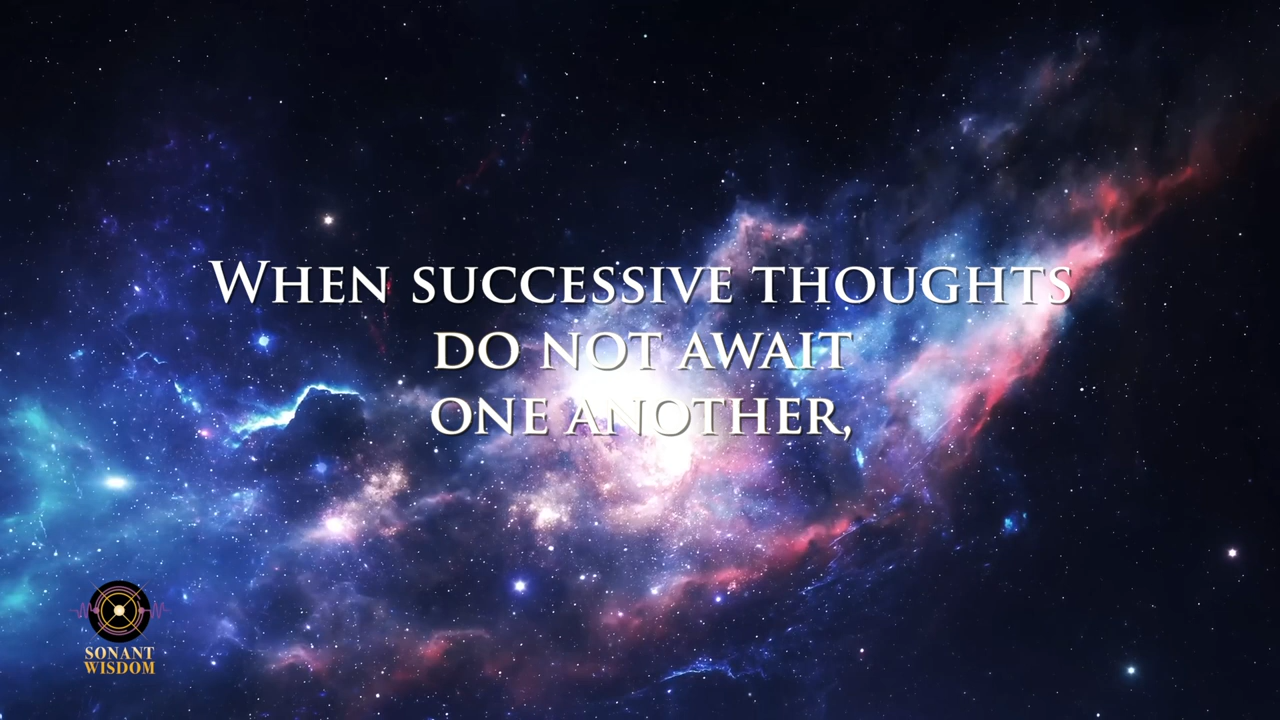 When successive thoughts
do not await
one another,
SONANT
WISDOM